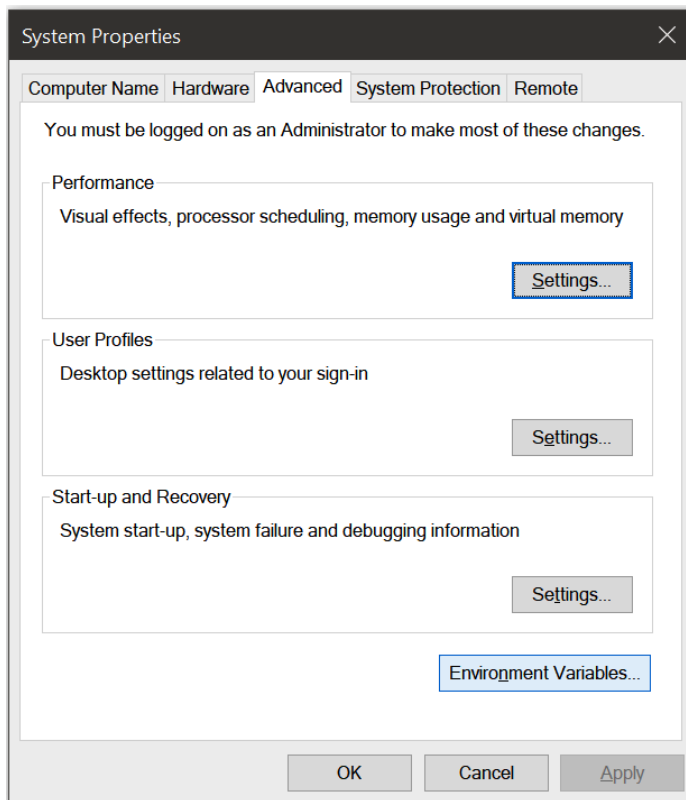 System Properties
Computer Name Hardware Advanced System Protection Remote
You must be logged on as an Administrator to make most of these changes.
Performance
Visual effects, processor scheduling, memory usage and virtual memory
Settings...
User Profiles
Desktop settings related to your sign-in
Settings...
Start-up and Recovery
System start-up, system failure and debugging information
Settings...
Environment Variables...
OK Cancel Apply